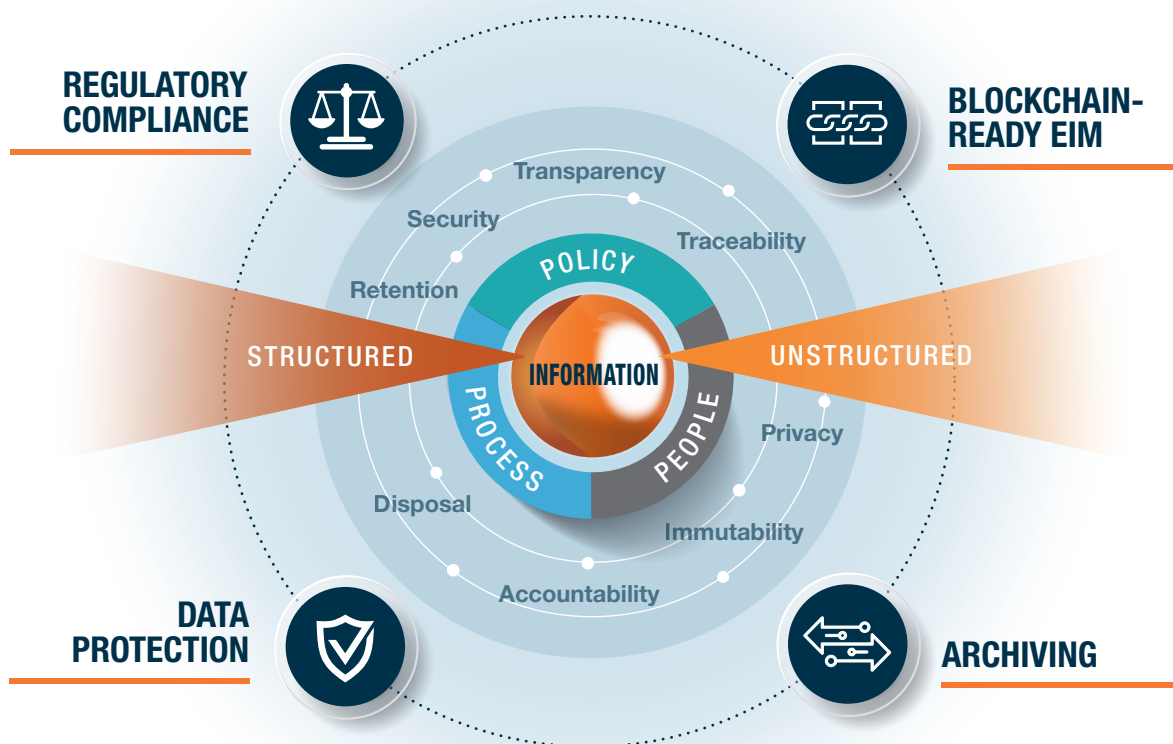 REGULATORY
COMPLIANCE
BLOCKCHAIN-
READY EIM
Transparency
Security
Traceability
Retention
POLICY
STRUCTURED
INFORMATION
UNSTRUCTURED
PROCESS
PEOPLE
Privacy
Disposal
Immutability
Accountability
DATA
PROTECTION
ARCHIVING